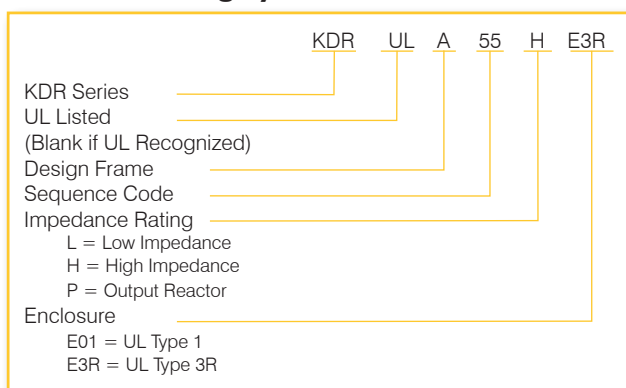 KDR UL A 55 H E3R
KDR Series
UL Listed
(Blank if UL Recognized)
Design Frame
Sequence Code
Impedance Rating
L = Low Impedance
H = High Impedance
P = Output Reactor
Enclosure
E01 = UL Type 1
E3R = UL Type 3R